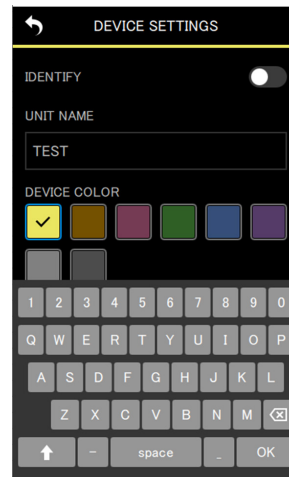 DEVICE SETTINGS
IDENTIFY
UNIT NAME
TEST
DEVICE COLOR
1 2 3 4 5 6 7 8 9 0
Q W E R T Y U I O P
A S D F G H J K L
Z X C V B N M
- space _ OK